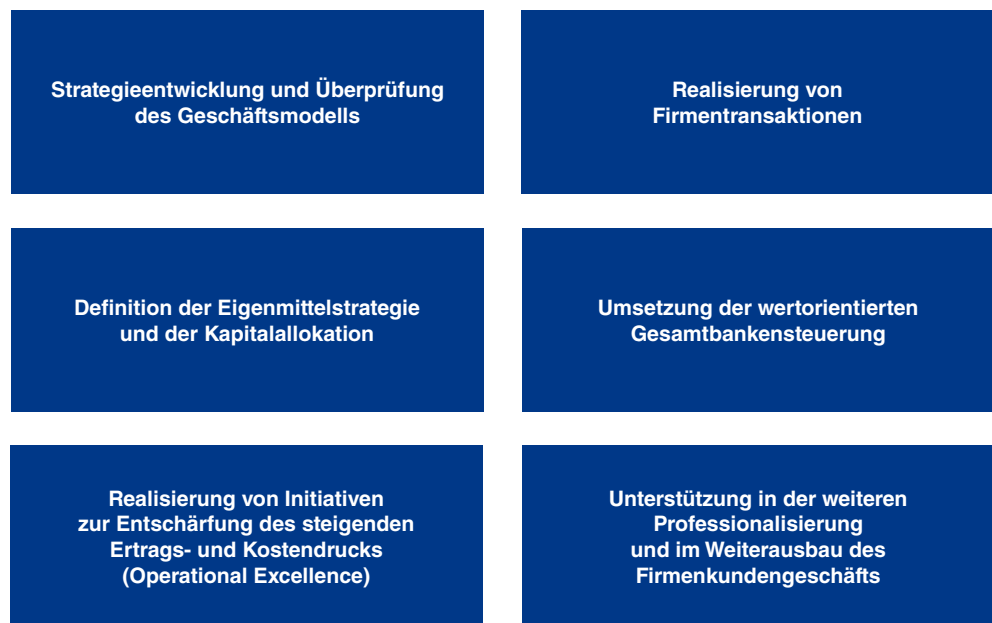 Strategieentwicklung und Überprüfung
des Geschäftsmodells
Realisierung von
Firmentransaktionen
Definition der Eigenmittelstrategie
und der Kapitalallokation
Umsetzung der wertorientierten
Gesamtbankensteuerung
Realisierung von Initiativen
zur Entschärfung des steigenden
Ertrags- und Kostendrucks
(Operational Excellence)
Unterstützung in der weiteren
Professionalisierung
und im Weiterausbau des
Firmenkundengeschäfts